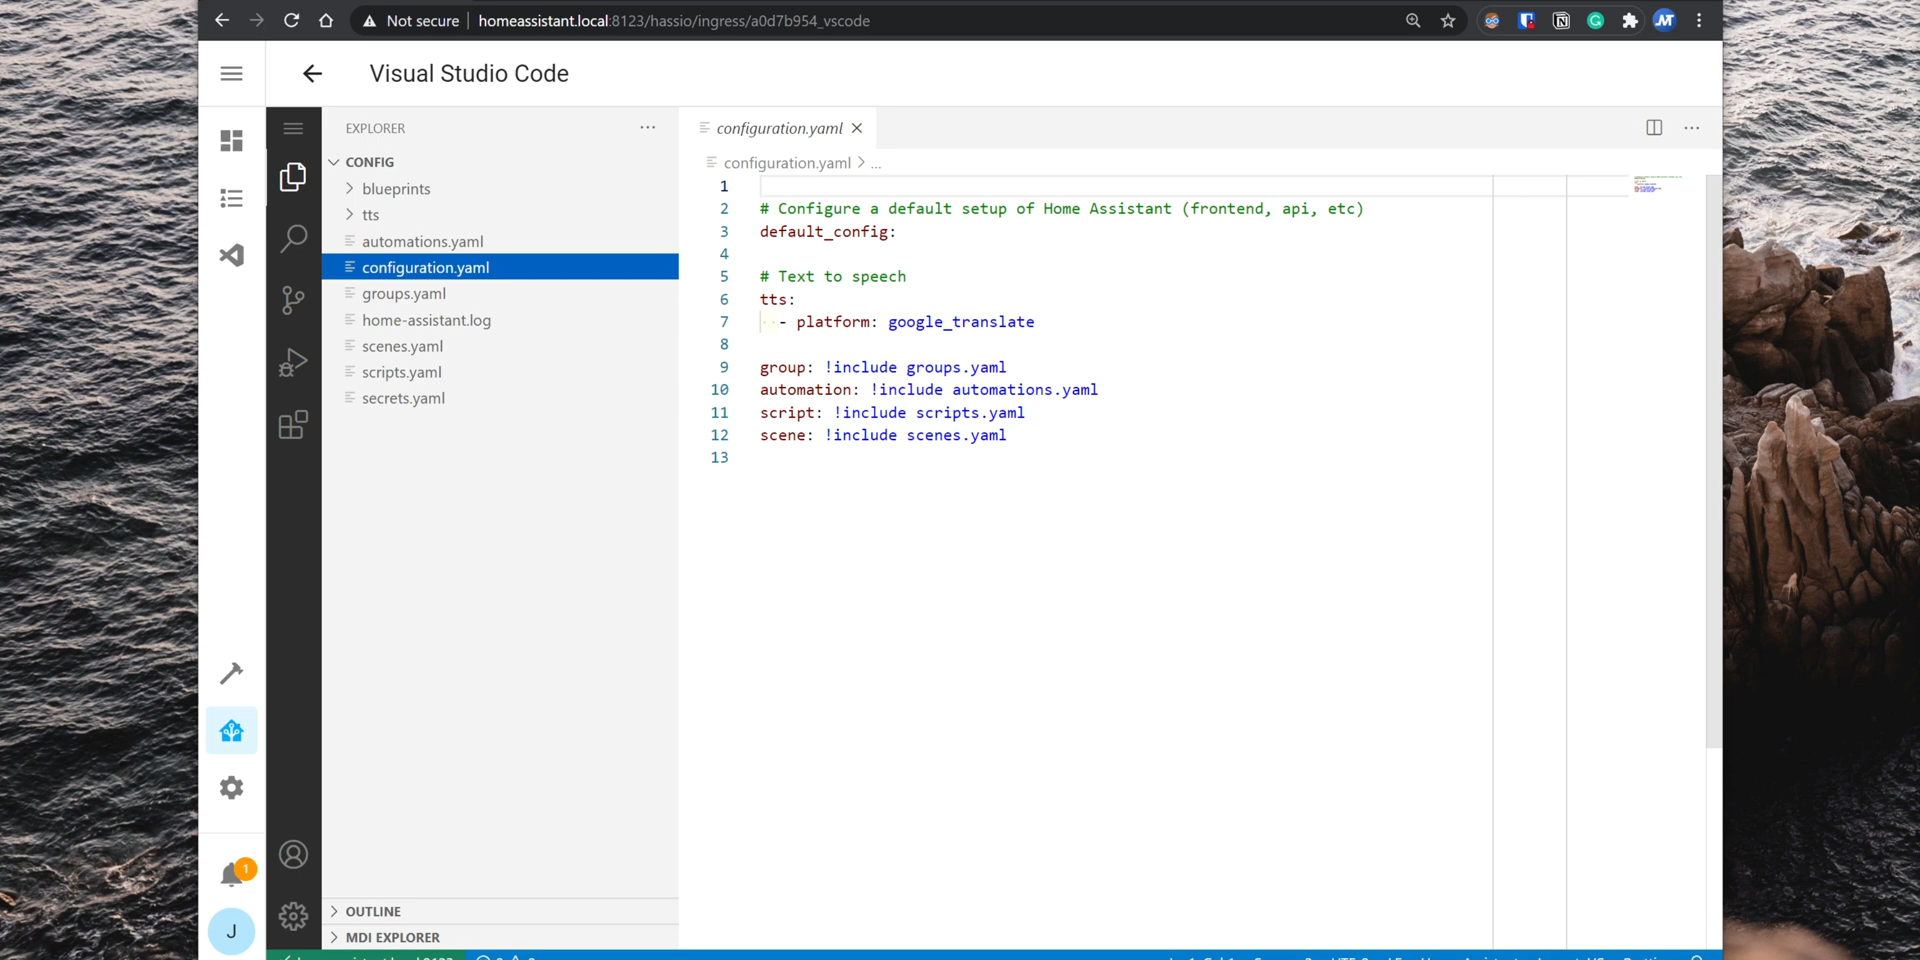 Not secure homeassistant.local:8123/hassio/ingress/a0d7b954_vscode
Visual Studio Code
EXPLORER
CONFIG
blueprints
tts
automations.yaml
configuration.yaml
groups.yaml
home-assistant.log
scenes.yaml
scripts.yaml
secrets.yaml
OUTLINE
MDI EXPLORER
1
J
configuration.yaml
configuration.yaml > ...
1
2 # Configure a default setup of Home Assistant (frontend, api, etc)
3 default_config:
4
5 # Text to speech
6 tts:
7 - platform: google_translate
8
9 group: !include groups.yaml
10 automation: !include automations.yaml
11 script: !include scripts.yaml
12 scene: !include scenes.yaml
13